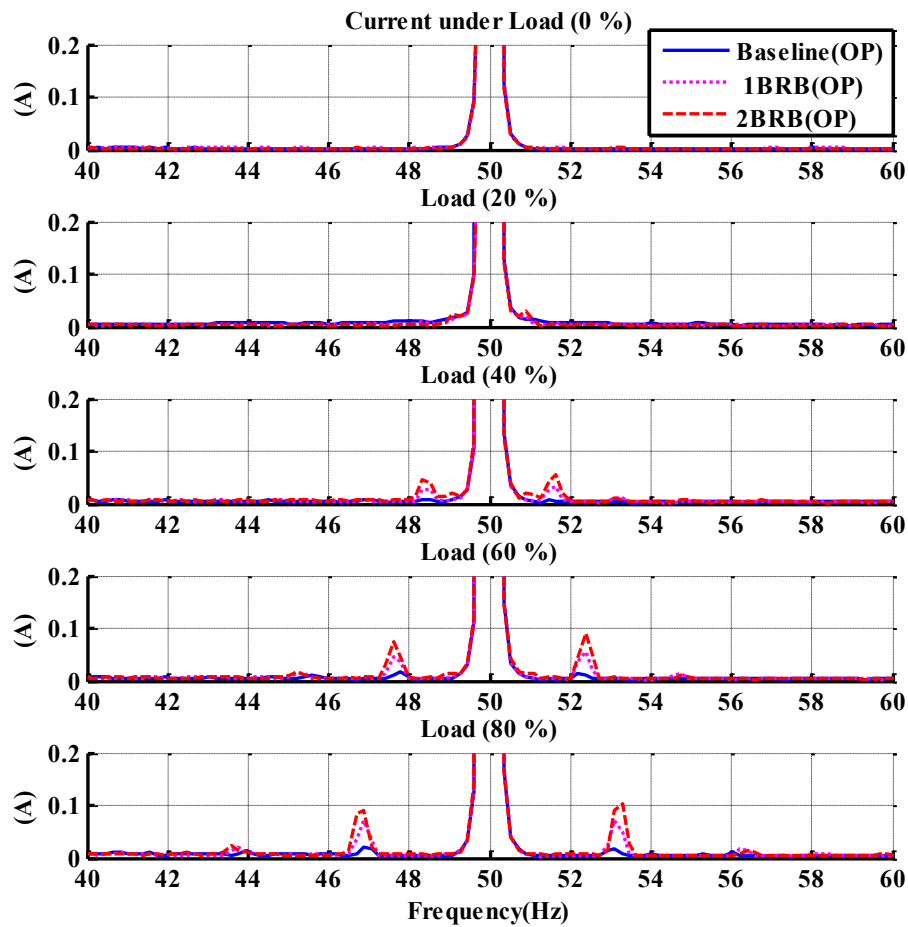 Current under Load (0 %)
Baseline(OP)
1BRB(OP)
2BRB(OP)
(A)
0.2
0.1
0
40 42 44 46 48 50 52 54 56 58 60
Load (20 %)
(A)
0.2
0.1
0
40 42 44 46 48 50 52 54 56 58 60
Load (40 %)
(A)
0.2
0.1
0
40 42 44 46 48 50 52 54 56 58 60
Load (60 %)
(A)
0.2
0.1
0
40 42 44 46 48 50 52 54 56 58 60
Load (80 %)
(A)
0.2
0.1
0
40 42 44 46 48 50 52 54 56 58 60
Frequency(Hz)